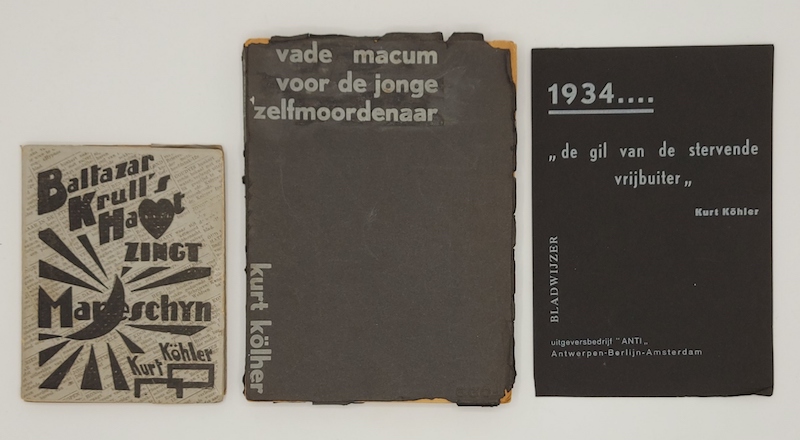 Baltazar
Krull's
Hart
ZINGT
Maneschyn
Kurt Köhler
vade macum
voor de jonge
zelfmoordenaar
kurt kölher
1934....
„de gil van de stervende
vrijbuiter„
Kurt Köhler
BLADWIJZER
uitgeversbedrijf "ANTI„
Antwerpen-Berlijn-Amsterdam